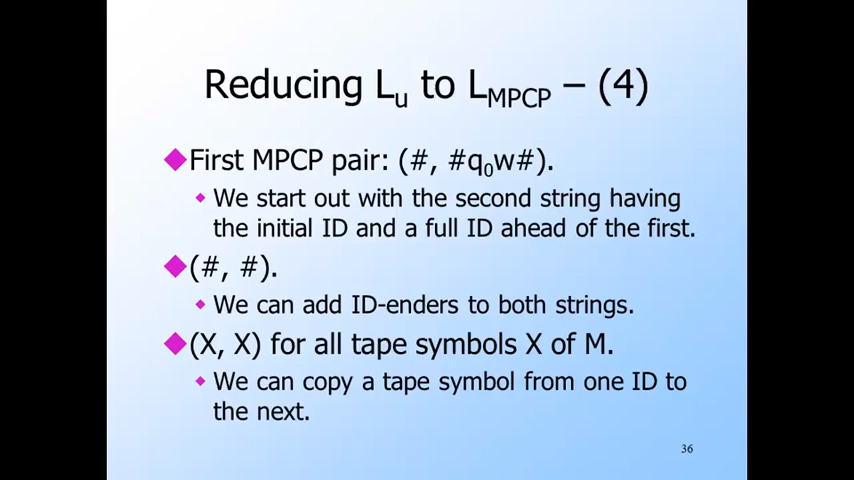 Reducing Lu to LMPCP – (4)
First MPCP pair: (#, #q0w#).
We start out with the second string having
the initial ID and a full ID ahead of the first.
(#, #).
We can add ID-enders to both strings.
(X, X) for all tape symbols X of M.
We can copy a tape symbol from one ID to
the next.
36